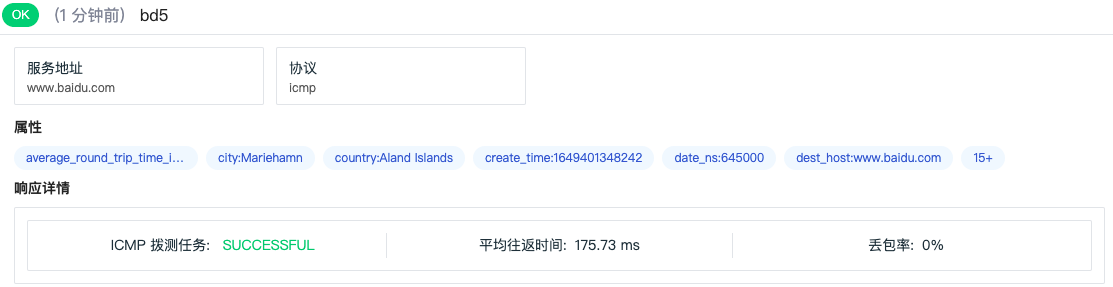 OK (1 分钟前) bd5
服务地址
www.baidu.com
协议
icmp
属性
average_round_trip_time_i... city:Mariehamn country:Aland Islands create_time:1649401348242 date_ns:645000 dest_host:www.baidu.com 15+
响应详情
ICMP 拨测任务: SUCCESSFUL 平均往返时间: 175.73 ms 丢包率: 0%